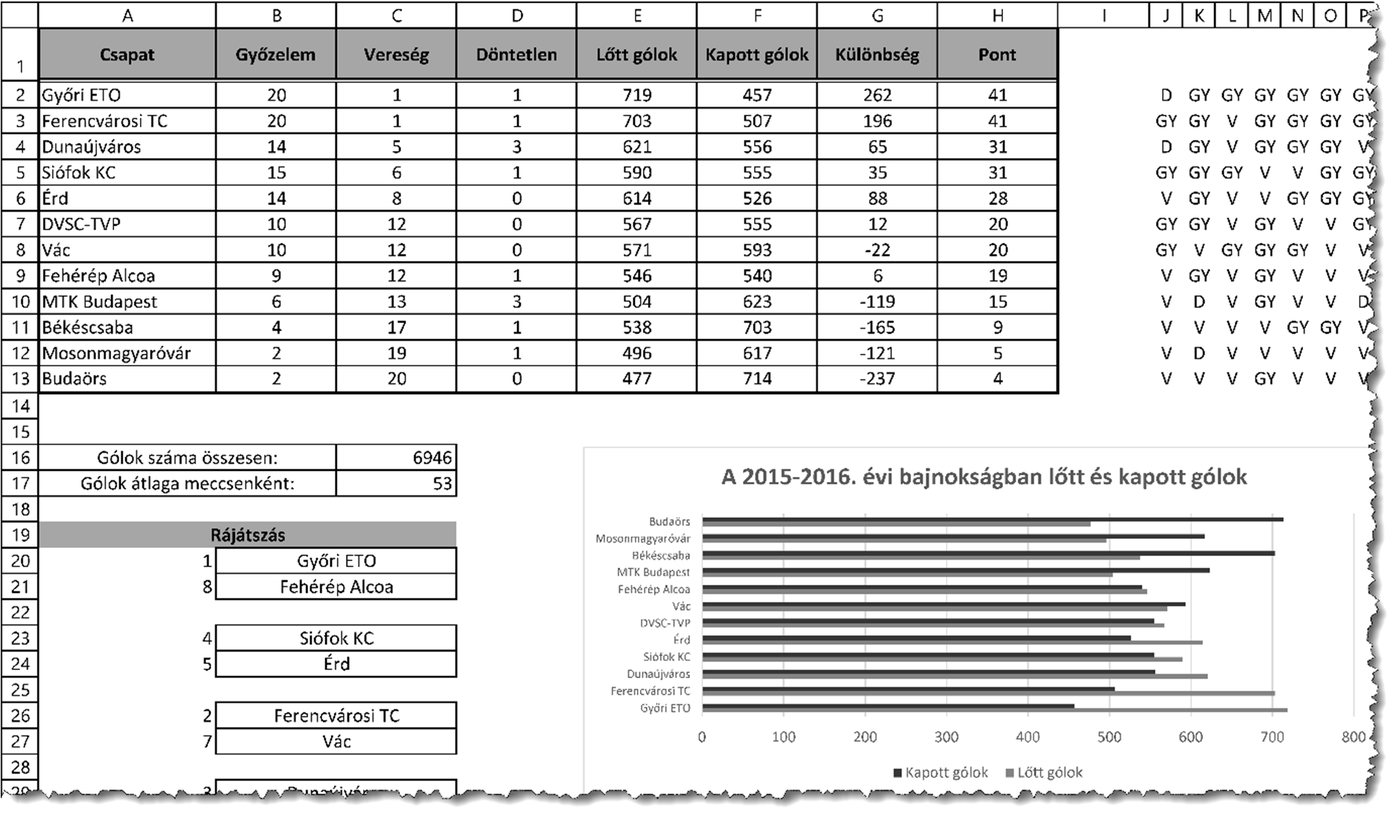 A B C D E F G H I J K L M N O P
1 Csapat Győzelem Vereség Döntetlen Lőtt gólok Kapott gólok Különbség Pont
2 Győri ETO 20 1 1 719 457 262 41 D GY GY GY GY GY GY
3 Ferencvárosi TC 20 1 1 703 507 196 41 GY GY V GY GY GY GY
4 Dunaújváros 14 5 3 621 556 65 31 D GY V GY GY GY V
5 Siófok KC 15 6 1 590 555 35 31 GY GY GY V V GY GY
6 Érd 14 8 0 614 526 88 28 V GY V V GY GY GY
7 DVSC-TVP 10 12 0 567 555 12 20 GY GY V GY V V GY
8 Vác 10 12 0 571 593 -22 20 GY V GY GY GY V V
9 Fehérép Alcoa 9 12 1 546 540 6 19 V GY V GY V V V
10 MTK Budapest 6 13 3 504 623 -119 15 V D V GY V V D
11 Békéscsaba 4 17 1 538 703 -165 9 V V V V GY GY V
12 Mosonmagyaróvár 2 19 1 496 617 -121 5 V D V V V V V
13 Budaörs 2 20 0 477 714 -237 4 V V V GY V V V
14
15
16 Gólok száma összesen: 6946
17 Gólok átlaga meccsenként: 53
18
19 Rájátszás
20 1 Győri ETO
21 8 Fehérép Alcoa
22
23 4 Siófok KC
24 5 Érd
25
26 2 Ferencvárosi TC
27 7 Vác
28
29 3
A 2015-2016. évi bajnokságban lőtt és kapott gólok
Budaörs
Mosonmagyaróvár
Békéscsaba
MTK Budapest
Fehérép Alcoa
Vác
DVSC-TVP
Érd
Siófok KC
Dunaújváros
Ferencvárosi TC
Győri ETO
0 100 200 300 400 500 600 700 800
Kapott gólok Lőtt gólok